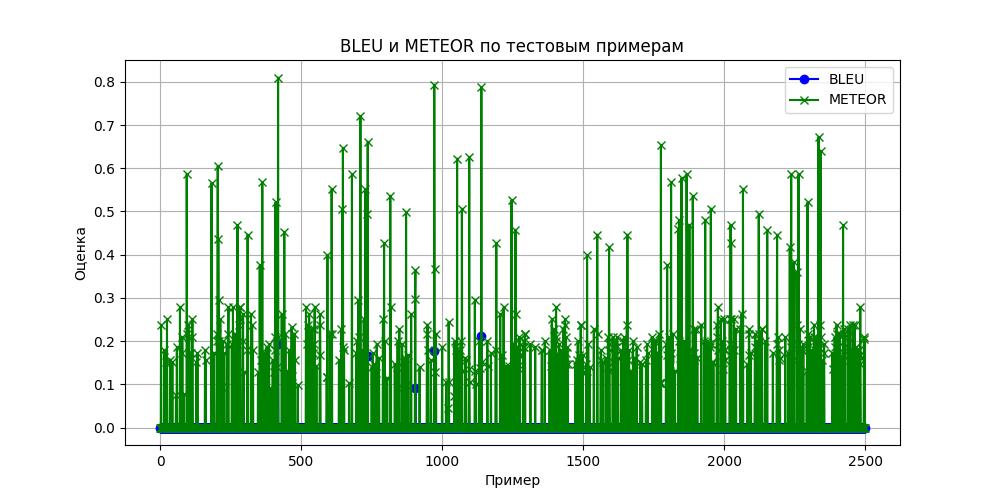 BLEU и METEOR по тестовым примерам
BLEU
METEOR
Оценка
0.8
0.7
0.6
0.5
0.4
0.3
0.2
0.1
0.0
0 500 1000 1500 2000 2500
Пример